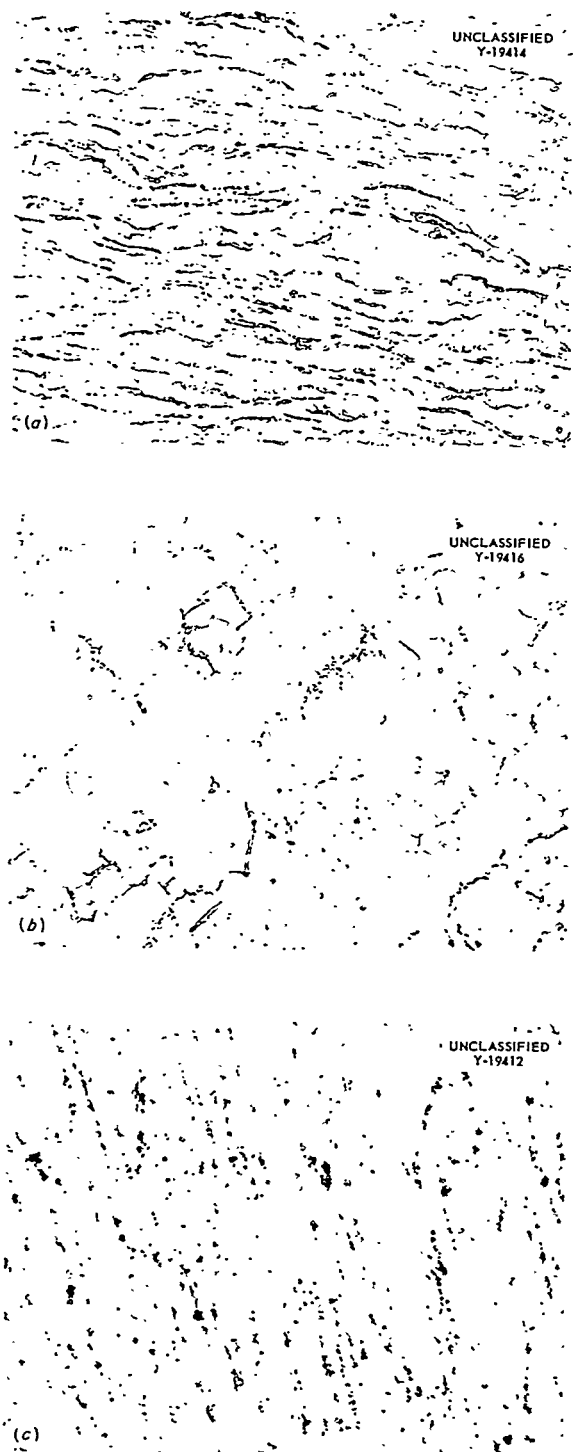 UNCLASSIFIED
Y-19414
(a)
UNCLASSIFIED
Y-19416
(b)
UNCLASSIFIED
Y-19412
(c)